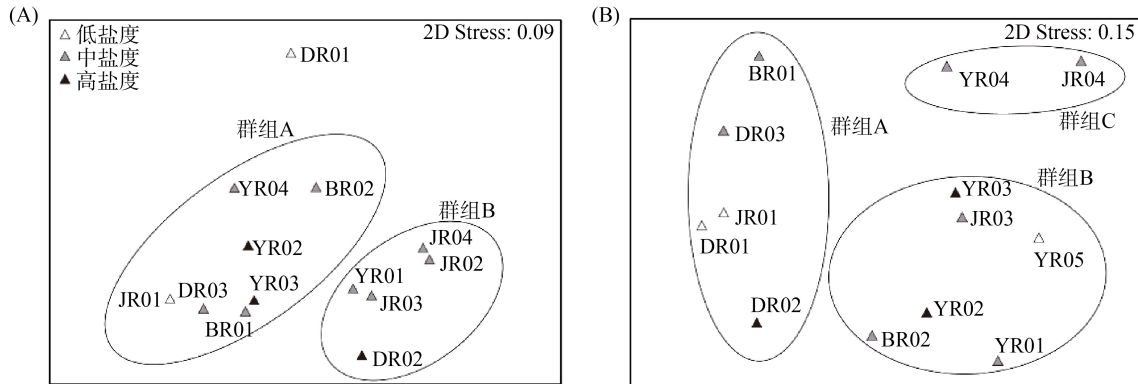 (A)
2D Stress: 0.09
低盐度
中盐度
高盐度
DR01
群组A
YR04
BR02
群组B
YR02
JR04
JR02
YR01
YR03
DR03
JR01
JR03
BR01
DR02
(B)
2D Stress: 0.15
BR01
YR04
JR04
群组A
群组C
DR03
群组B
YR03
JR01
JR03
DR01
YR05
YR02
DR02
BR02
YR01